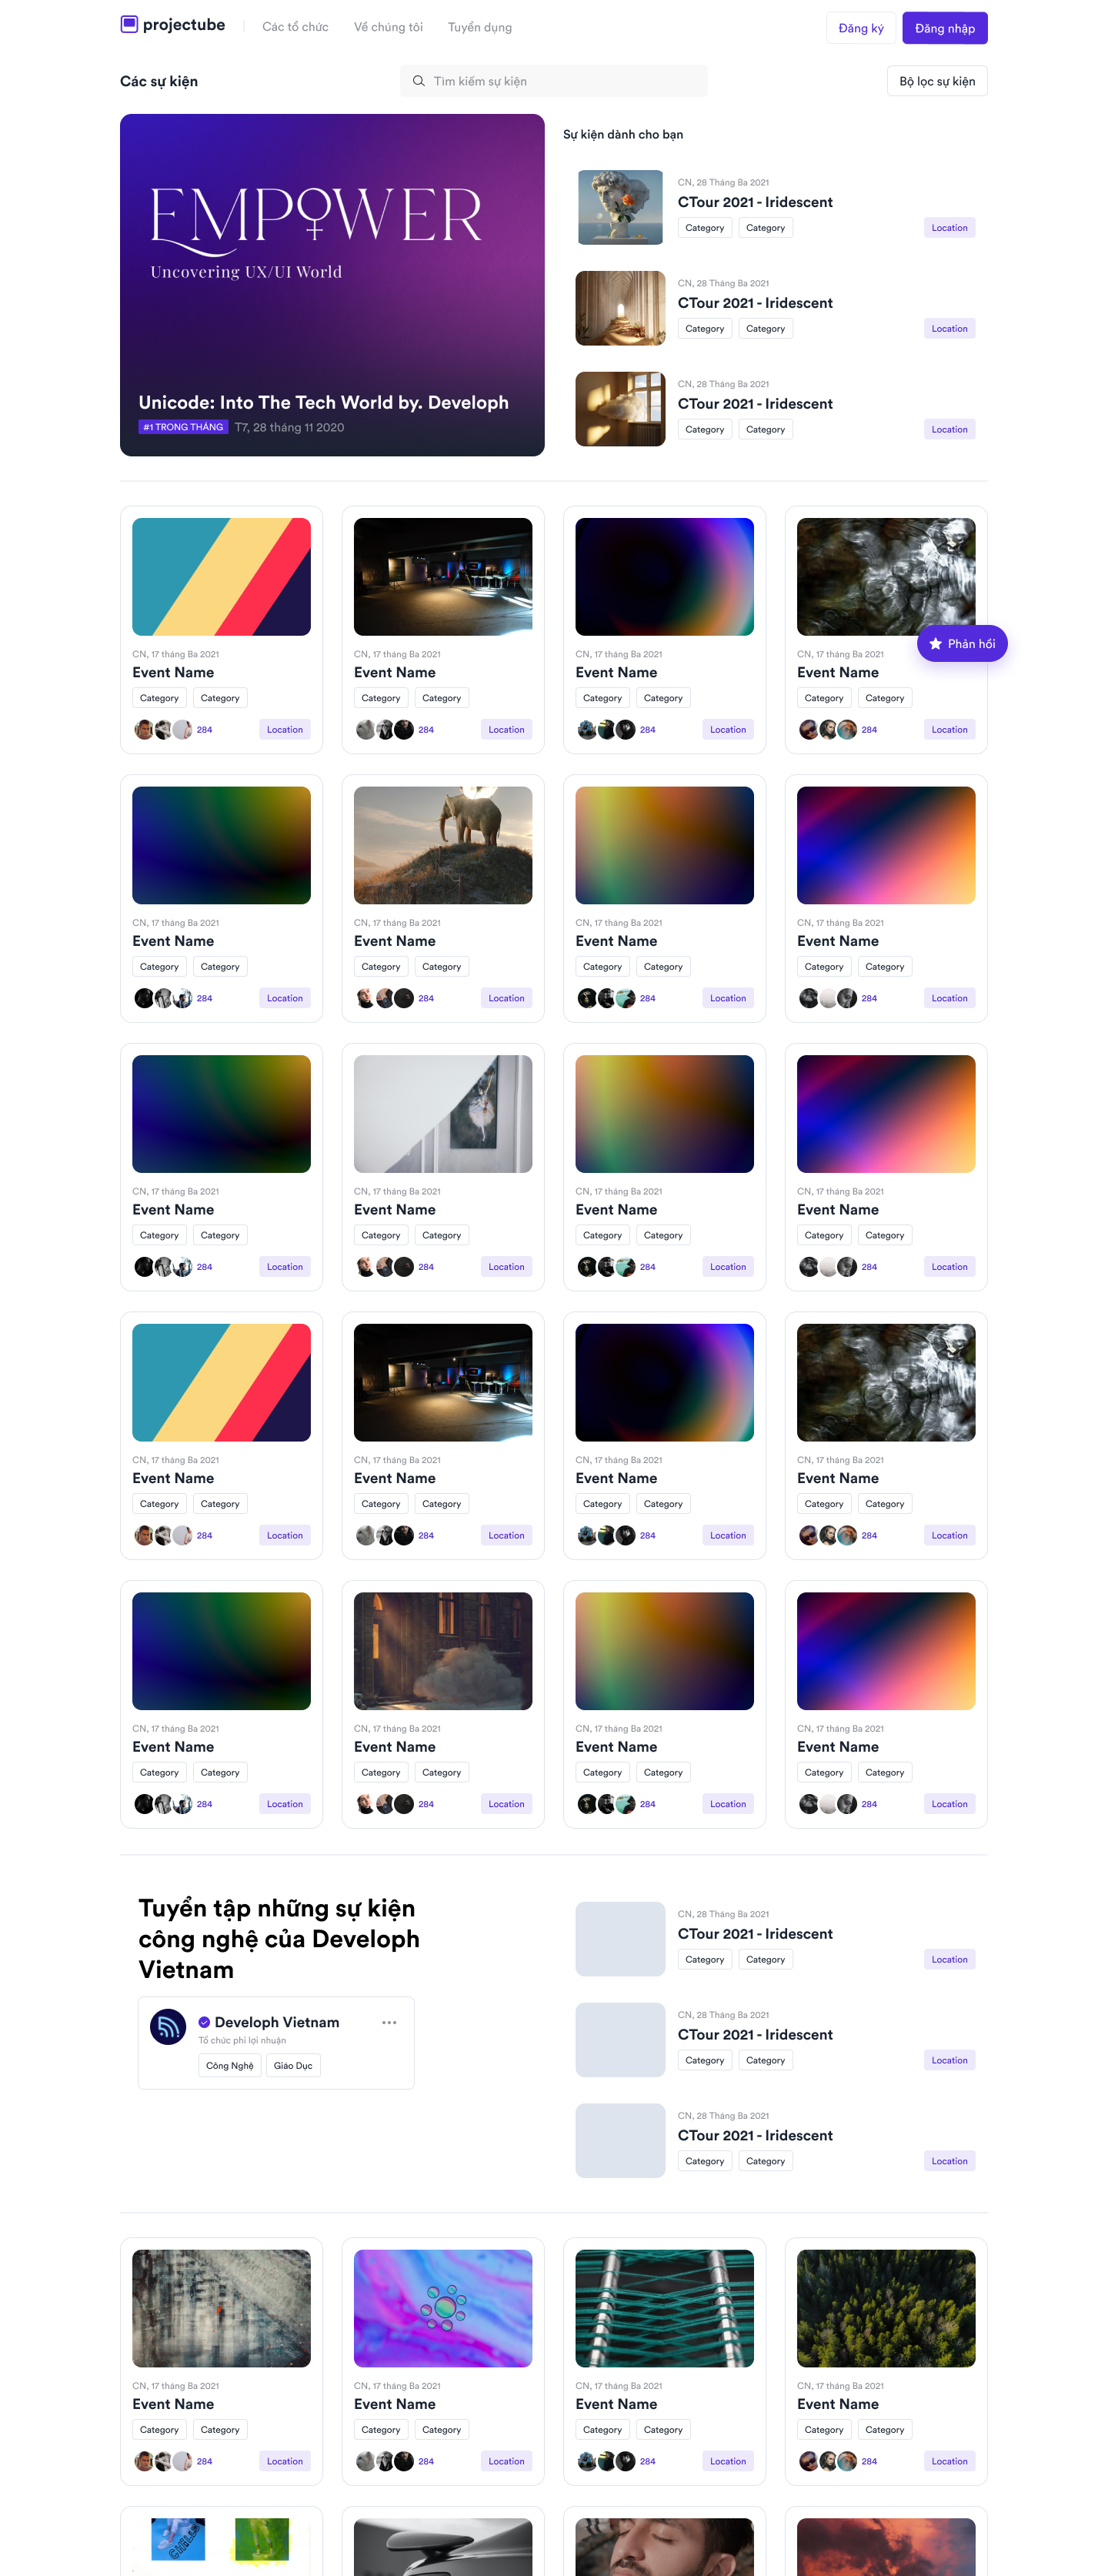 projectube
Các tổ chức
Về chúng tôi
Tuyển dụng
Đăng ký
Đăng nhập
Các sự kiện
Tìm kiếm sự kiện
Bộ lọc sự kiện
EMPOWER
Uncovering UX/UI World
Unicode: Into The Tech World by. Developh
#1 TRONG THÁNG T7, 28 tháng 11 2020
Sự kiện dành cho bạn
CN, 28 Tháng Ba 2021
CTour 2021 - Iridescent
Category Category Location
CN, 28 Tháng Ba 2021
CTour 2021 - Iridescent
Category Category Location
CN, 28 Tháng Ba 2021
CTour 2021 - Iridescent
Category Category Location
CN, 17 tháng Ba 2021
Event Name
Category Category
284 Location
CN, 17 tháng Ba 2021
Event Name
Category Category
284 Location
CN, 17 tháng Ba 2021
Event Name
Category Category
284 Location
CN, 17 tháng Ba 2021
Event Name
Category Category
284 Location
Phản hồi
CN, 17 tháng Ba 2021
Event Name
Category Category
284 Location
CN, 17 tháng Ba 2021
Event Name
Category Category
284 Location
CN, 17 tháng Ba 2021
Event Name
Category Category
284 Location
CN, 17 tháng Ba 2021
Event Name
Category Category
284 Location
CN, 17 tháng Ba 2021
Event Name
Category Category
284 Location
CN, 17 tháng Ba 2021
Event Name
Category Category
284 Location
CN, 17 tháng Ba 2021
Event Name
Category Category
284 Location
CN, 17 tháng Ba 2021
Event Name
Category Category
284 Location
CN, 17 tháng Ba 2021
Event Name
Category Category
284 Location
CN, 17 tháng Ba 2021
Event Name
Category Category
284 Location
CN, 17 tháng Ba 2021
Event Name
Category Category
284 Location
CN, 17 tháng Ba 2021
Event Name
Category Category
284 Location
CN, 17 tháng Ba 2021
Event Name
Category Category
284 Location
CN, 17 tháng Ba 2021
Event Name
Category Category
284 Location
CN, 17 tháng Ba 2021
Event Name
Category Category
284 Location
CN, 17 tháng Ba 2021
Event Name
Category Category
284 Location
Tuyển tập những sự kiện
công nghệ của Developh
Vietnam
Developh Vietnam
Tổ chức phi lợi nhuận
Công Nghệ Giáo Dục
CN, 28 Tháng Ba 2021
CTour 2021 - Iridescent
Category Category Location
CN, 28 Tháng Ba 2021
CTour 2021 - Iridescent
Category Category Location
CN, 28 Tháng Ba 2021
CTour 2021 - Iridescent
Category Category Location
CN, 17 tháng Ba 2021
Event Name
Category Category
284 Location
CN, 17 tháng Ba 2021
Event Name
Category Category
284 Location
CN, 17 tháng Ba 2021
Event Name
Category Category
284 Location
CN, 17 tháng Ba 2021
Event Name
Category Category
284 Location